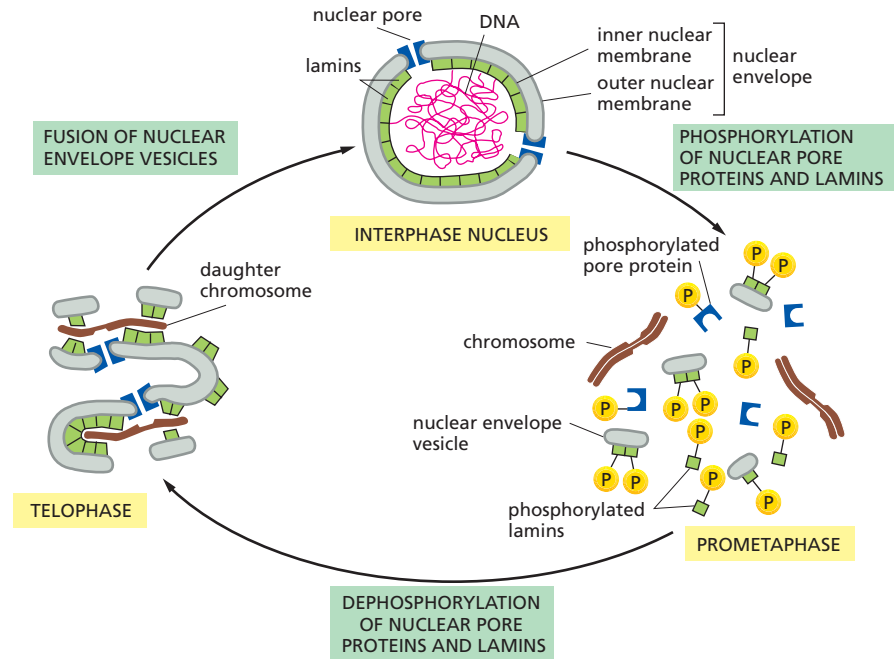 nuclear pore
DNA
lamins
inner nuclear
membrane
outer nuclear
membrane
nuclear
envelope
FUSION OF NUCLEAR
ENVELOPE VESICLES
PHOSPHORYLATION
OF NUCLEAR PORE
PROTEINS AND LAMINS
INTERPHASE NUCLEUS
daughter
chromosome
phosphorylated
pore protein
P
P
P
chromosome
P
P
P
P
nuclear envelope
vesicle
P
P
P
P
P
P
phosphorylated
lamins
TELOPHASE
PROMETAPHASE
DEPHOSPHORYLATION
OF NUCLEAR PORE
PROTEINS AND LAMINS